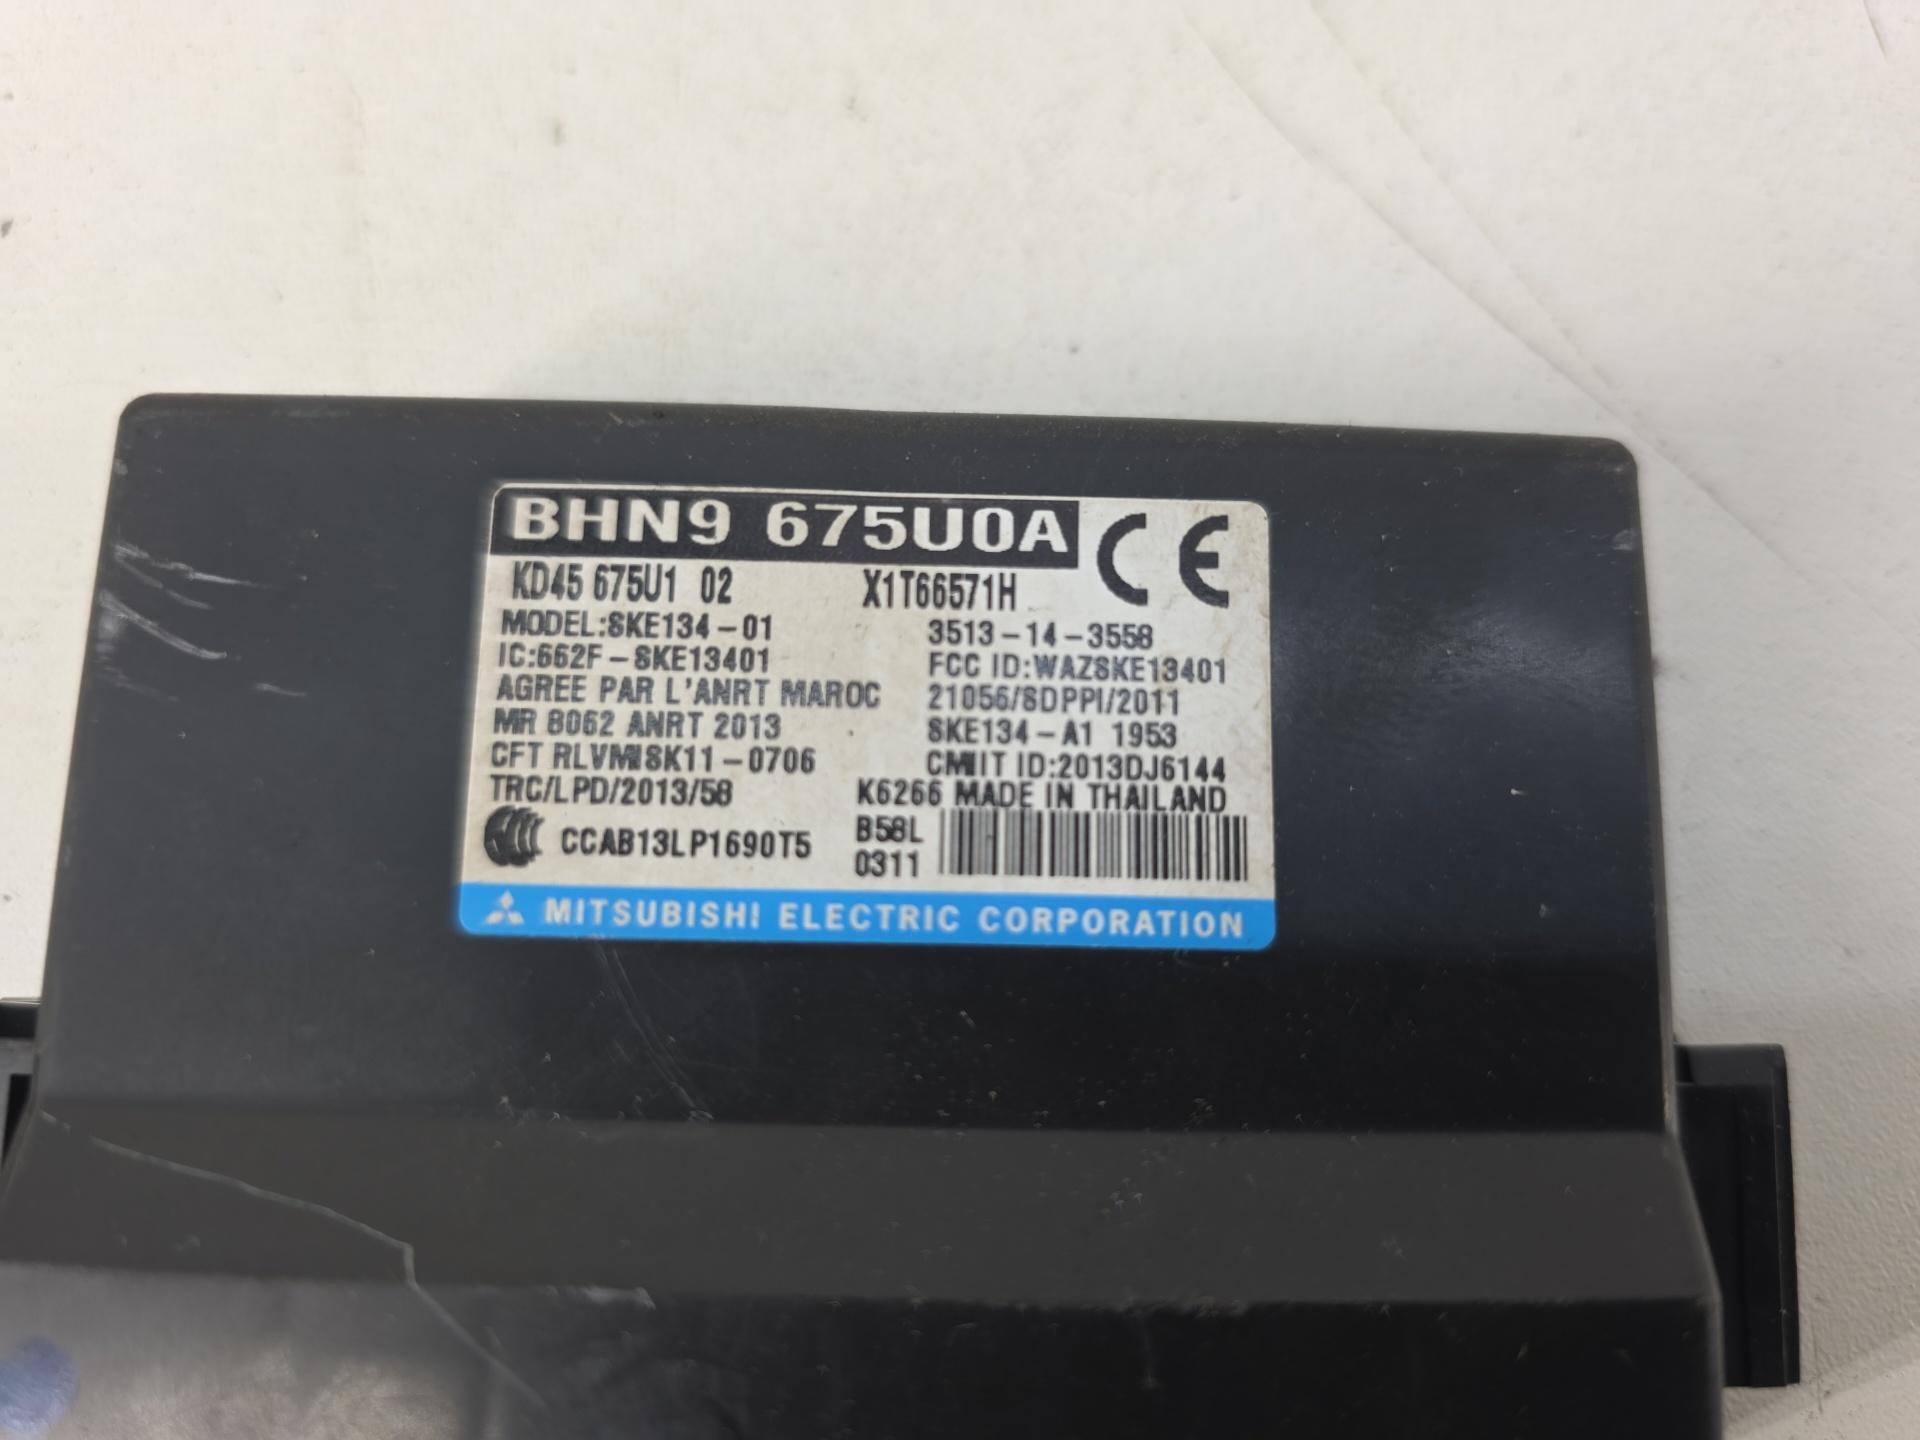 BHN9 675U0A
CE
KD45 675U1 02 X1T66571H
MODEL:SKE134-01 3513-14-3558
IC:662F-SKE13401 FCC ID:WAZSKE13401
AGREE PAR L'ANRT MAROC 21056/SDPPI/2011
MR 8062 ANRT 2013 SKE134-A1 1953
CFT RLVMISK11-0706 CMIIT ID:2013DJ6144
TRC/LPD/2013/58 K6266 MADE IN THAILAND
CCAB13LP1690T5 B58L
0311
MITSUBISHI ELECTRIC CORPORATION